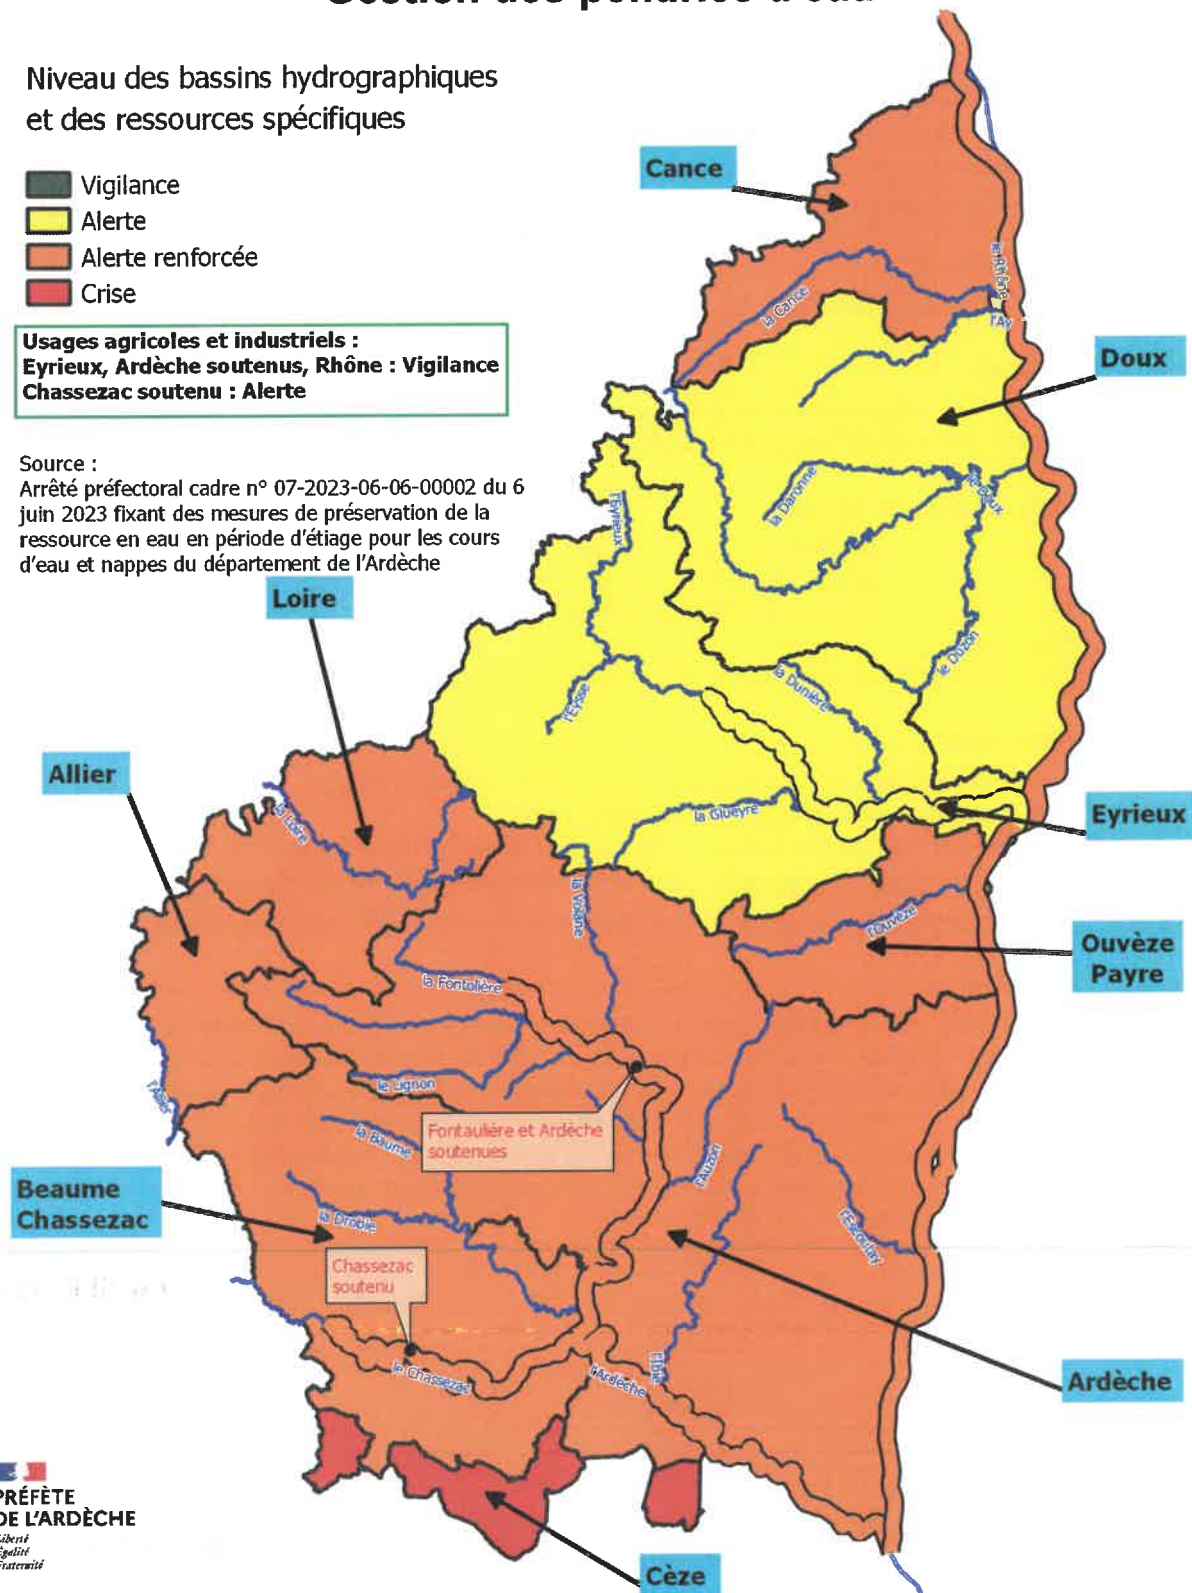 Niveau des bassins hydrographiques
et des ressources spécifiques
Vigilance
Alerte
Alerte renforcée
Crise
Usages agricoles et industriels :
Eyrieux, Ardèche soutenus, Rhône : Vigilance
Chassezac soutenu : Alerte
Source :
Arrêté préfectoral cadre n° 07-2023-06-06-00002 du 6
juin 2023 fixant des mesures de préservation de la
ressource en eau en période d'étiage pour les cours
d'eau et nappes du département de l'Ardèche
Cance
le Rhône
la Cance
l'Ay
Doux
la Daronne
le Doux
l'Eyrieux
Loire
le Duzon
la Dunière
l'Eysse
Allier
la Loire
la Glueyre
Eyrieux
la Volane
l'Ouvèze
Ouvèze
Payre
la Fontolière
l'Allier
le Lignon
la Baume
Fontaulière et Ardèche
soutenues
l'Auzon
Beaume
Chassezac
la Drobie
l'Escoutay
Chassezac
soutenu
le Chassezac
l'Ardèche
l'Ibie
Ardèche
PRÉFÈTE
DE L'ARDÈCHE
Liberté
Égalité
Fraternité
Cèze